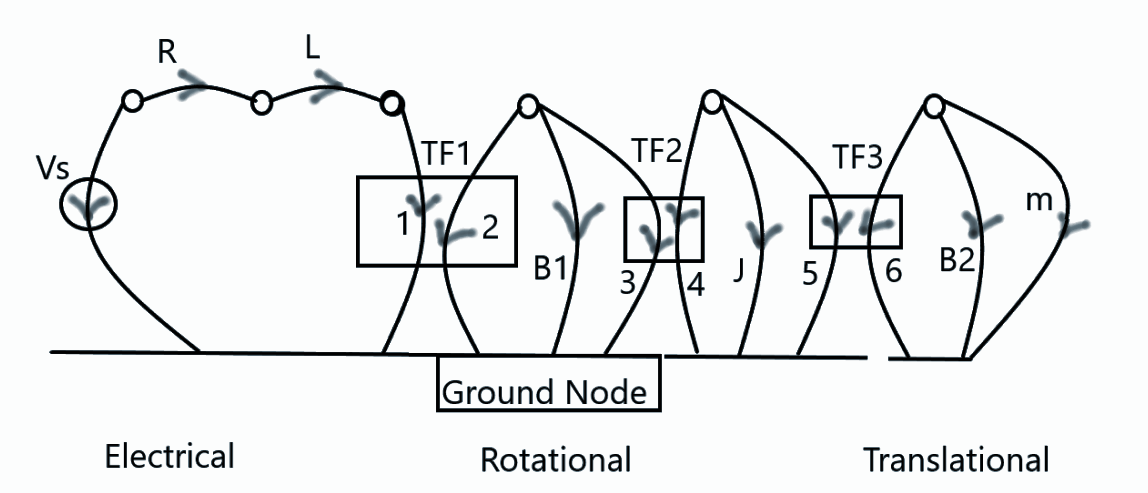 R
L
Vs
TF1
TF2
TF3
1
2
m
B1
B2
3
4
J
5
6
Ground Node
Electrical
Rotational
Translational